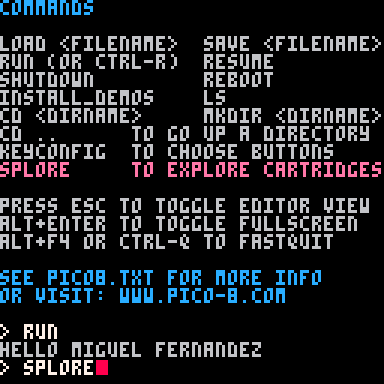 COMMANDS
LOAD <FILENAME> SAVE <FILENAME>
RUN (OR CTRL-R) RESUME
SHUTDOWN REBOOT
INSTALL_DEMOS LS
CD <DIRNAME> MKDIR <DIRNAME>
CD .. TO GO UP A DIRECTORY
KEYCONFIG TO CHOOSE BUTTONS
SPLORE TO EXPLORE CARTRIDGES
PRESS ESC TO TOGGLE EDITOR VIEW
ALT+ENTER TO TOGGLE FULLSCREEN
ALT+F4 OR CTRL-Q TO FASTQUIT
SEE PICO8.TXT FOR MORE INFO
OR VISIT: WWW.PICO-8.COM
> RUN
HELLO MIGUEL FERNANDEZ
> SPLORE